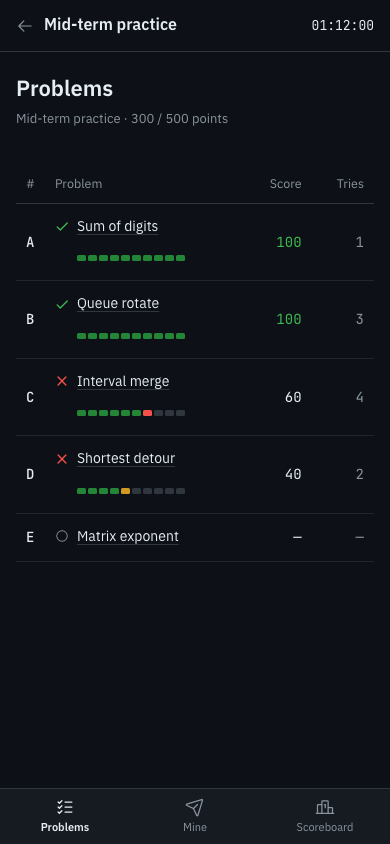 Mid-term practice 01:12:00
Problems
Mid-term practice · 300 / 500 points
# Problem Score Tries
A Sum of digits 100 1
B Queue rotate 100 3
C Interval merge 60 4
D Shortest detour 40 2
E Matrix exponent – –
Problems Mine Scoreboard